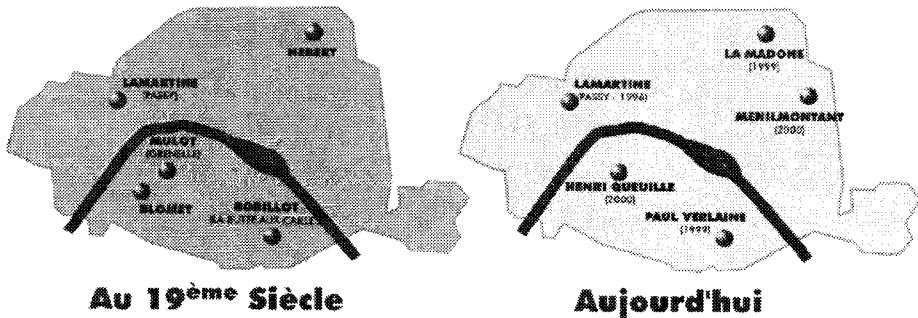 HEBERT
LAMARTINE
(PASSY)
MULOT
(GRENELLE)
BLOMET
BOBILLOT
(LA BUTTE AUX CAILLES)
Au 19ème Siècle
LA MADONE
(1999)
LAMARTINE
(PASSY - 1996)
MENILMONTANT
(2000)
HENRI QUEUILLE
(2000)
PAUL VERLAINE
(1999)
Aujourd'hui